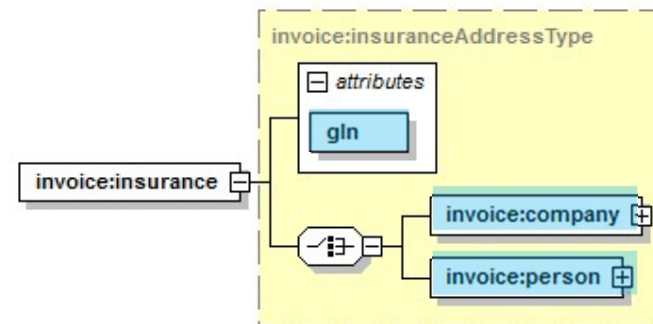 invoice:insuranceAddressType
attributes
gln
invoice:insurance
invoice:company
invoice:person